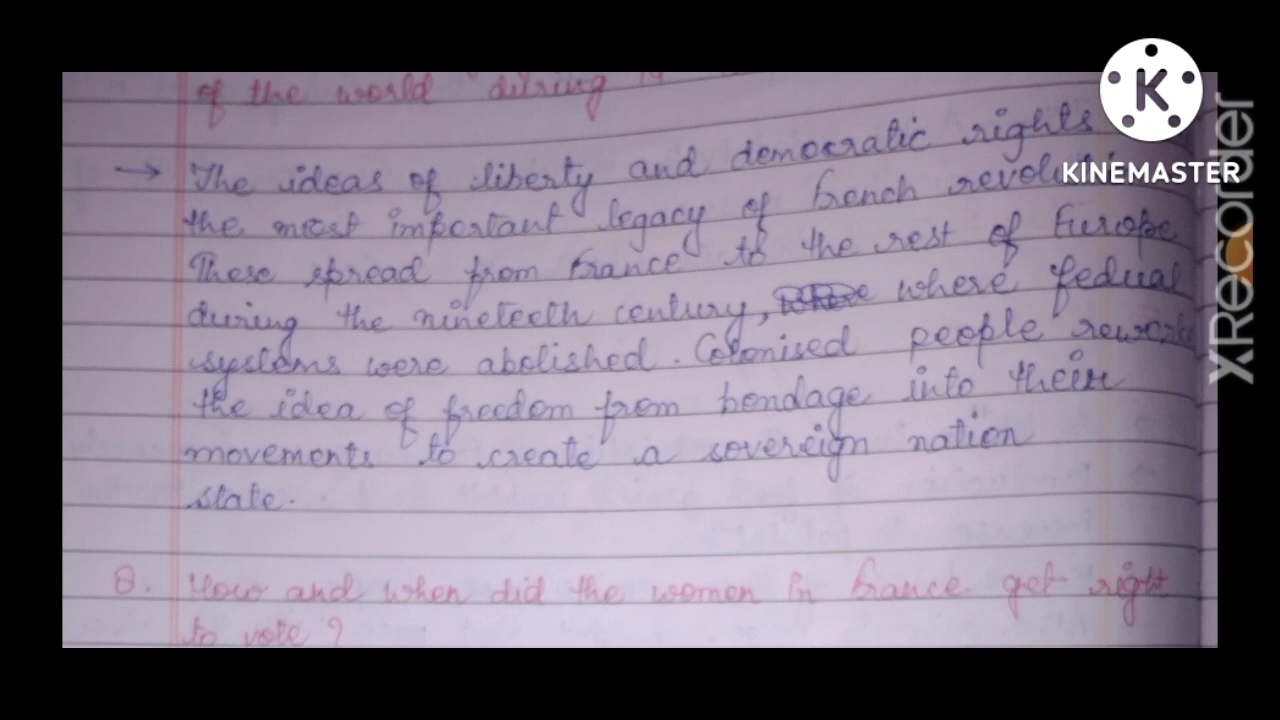 of the world during
→ The ideas of liberty and democratic rights
the most important legacy of french
These spread from france to the rest of Europe
during the nineteeth century, where fedual
systems were abolished. Colonised people rework
the idea of freedom from bondage into their
movements to create a sovereign nation
state.
8. How and when did the women in france get right
to vote ?
K
KINEMASTER
XRecorder